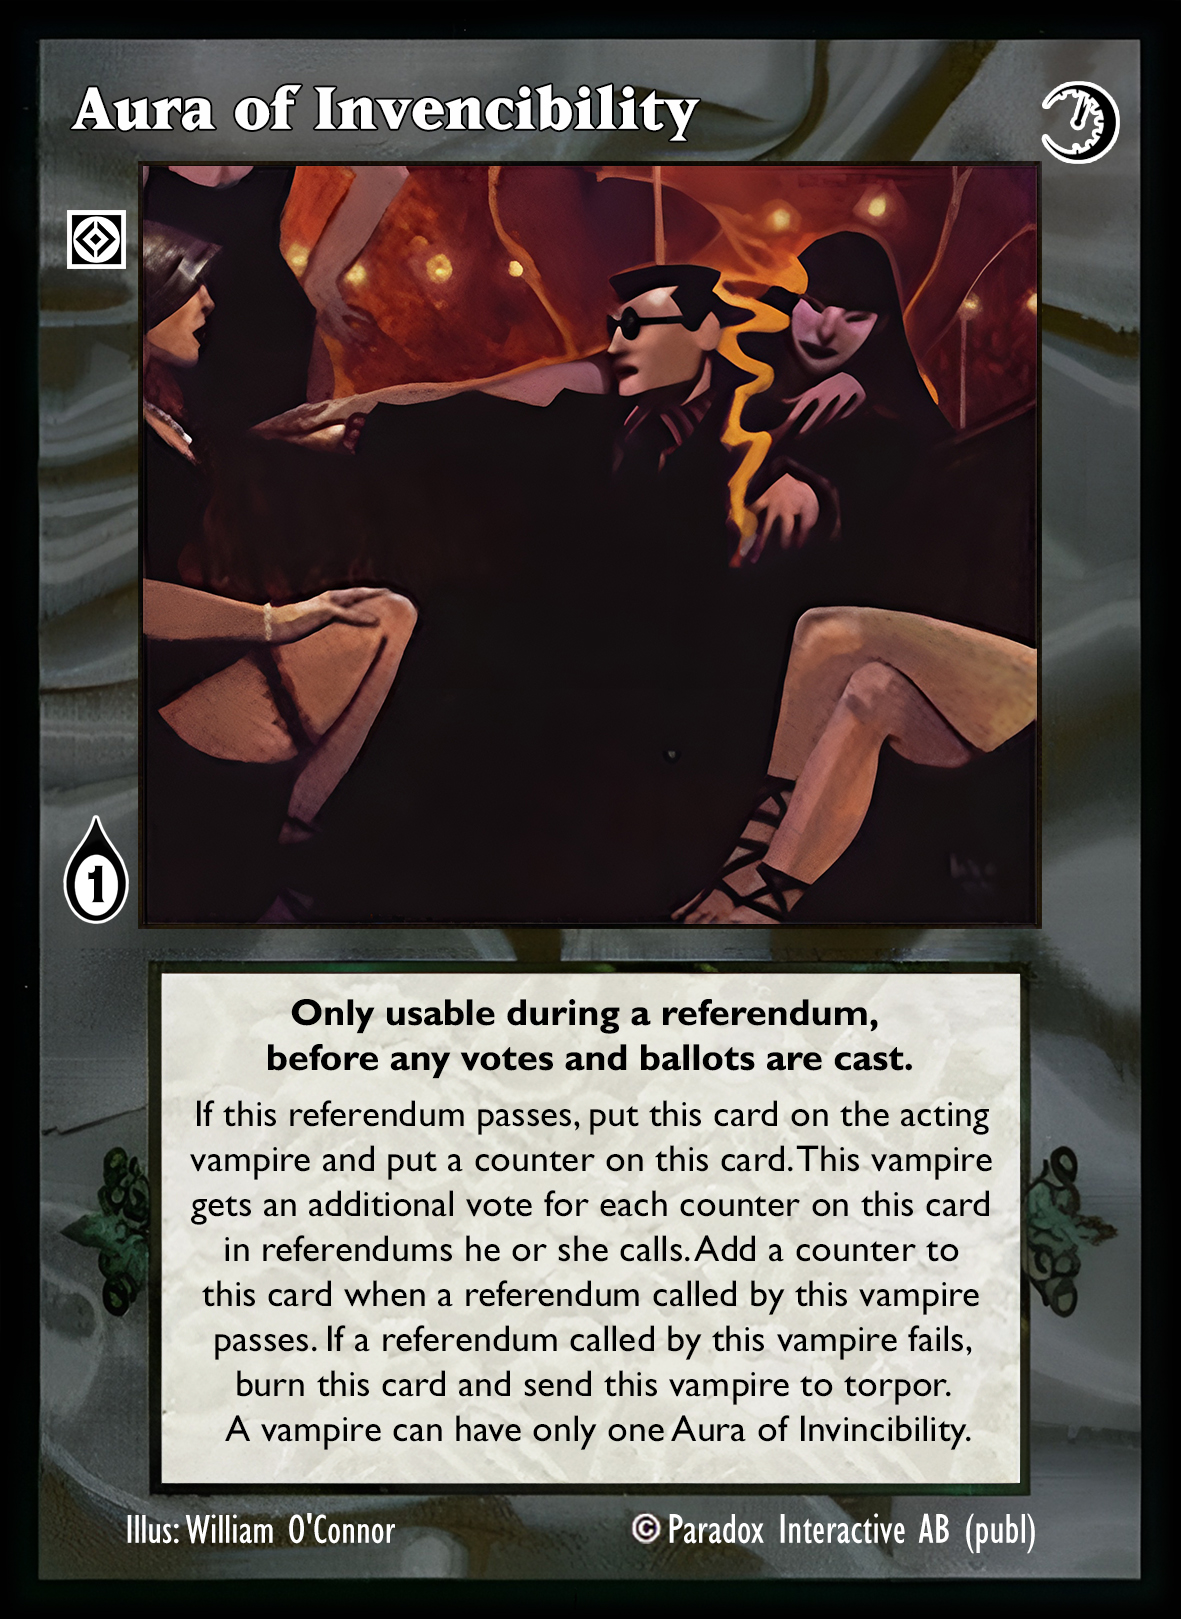 Aura of Invencibility
1
Only usable during a referendum,
before any votes and ballots are cast.
If this referendum passes, put this card on the acting
vampire and put a counter on this card. This vampire
gets an additional vote for each counter on this card
in referendums he or she calls. Add a counter to
this card when a referendum called by this vampire
passes. If a referendum called by this vampire fails,
burn this card and send this vampire to torpor.
A vampire can have only one Aura of Invincibility.
Illus: William O'Connor
© Paradox Interactive AB (publ)